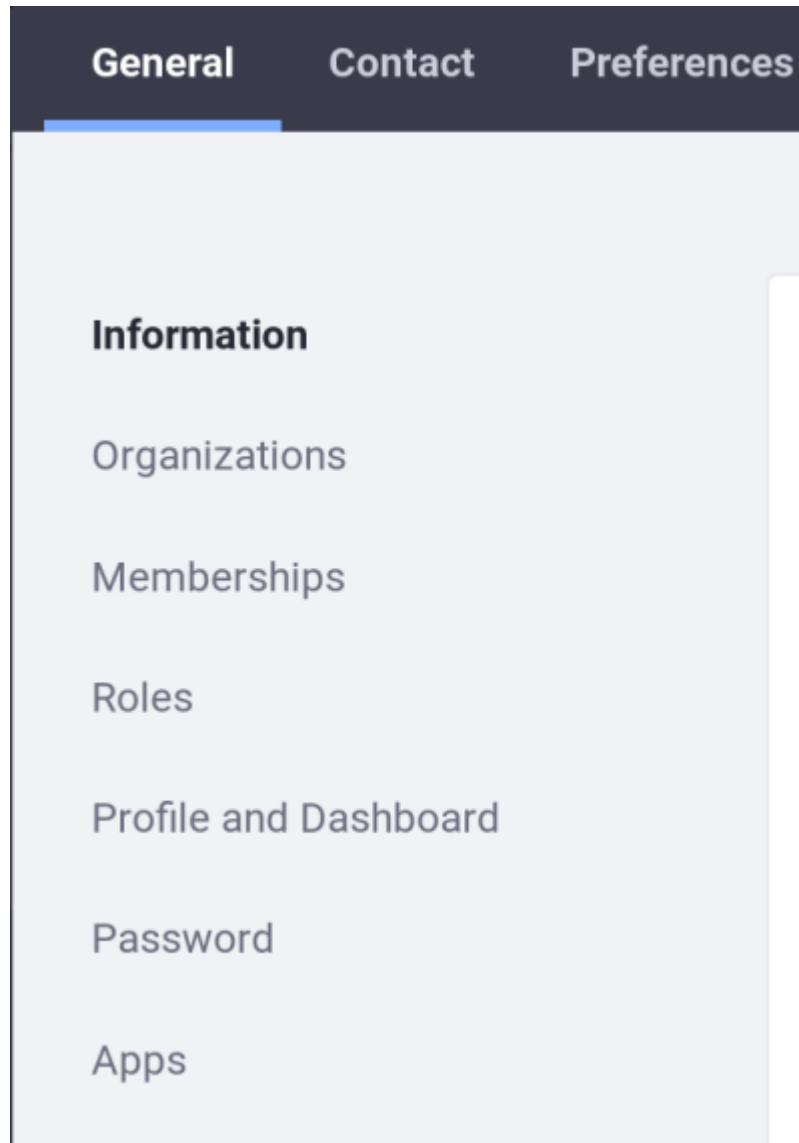 General Contact Preferences
Information
Organizations
Memberships
Roles
Profile and Dashboard
Password
Apps